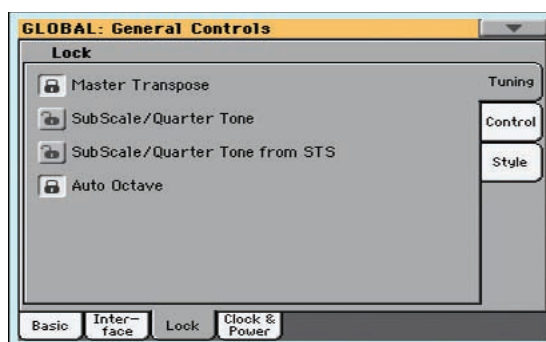 GLOBAL: General Controls
Lock
Master Transpose
SubScale/Quarter Tone
SubScale/Quarter Tone from STS
Auto Octave
Tuning
Control
Style
Basic
Inter-
face
Lock
Clock &
Power